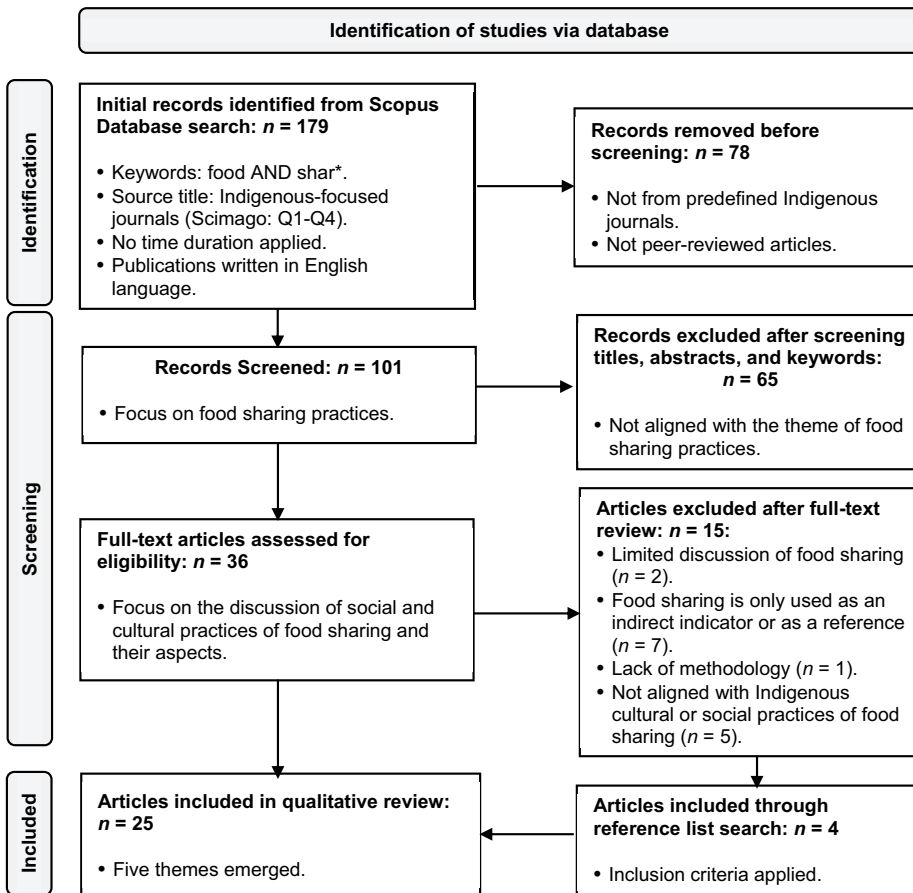 Identification of studies via database
Identification
Initial records identified from Scopus
Database search: n = 179
• Keywords: food AND shar*.
• Source title: Indigenous-focused
journals (Scimago: Q1-Q4).
• No time duration applied.
• Publications written in English
language.
Records removed before
screening: n = 78
• Not from predefined Indigenous
journals.
• Not peer-reviewed articles.
Screening
Records Screened: n = 101
• Focus on food sharing practices.
Records excluded after screening
titles, abstracts, and keywords:
n = 65
• Not aligned with the theme of food
sharing practices.
Full-text articles assessed for
eligibility: n = 36
• Focus on the discussion of social and
cultural practices of food sharing and
their aspects.
Articles excluded after full-text
review: n = 15:
• Limited discussion of food sharing
(n = 2).
• Food sharing is only used as an
indirect indicator or as a reference
(n = 7).
• Lack of methodology (n = 1).
• Not aligned with Indigenous
cultural or social practices of food
sharing (n = 5).
Included
Articles included in qualitative review:
n = 25
• Five themes emerged.
Articles included through
reference list search: n = 4
• Inclusion criteria applied.